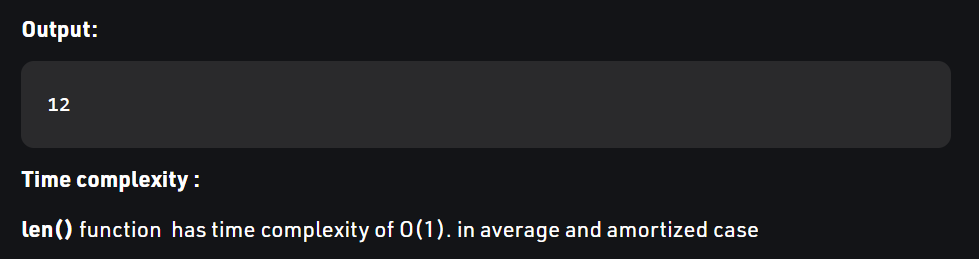 Output:
12
Time complexity :
len() function  has time complexity of O(1). in average and amortized case